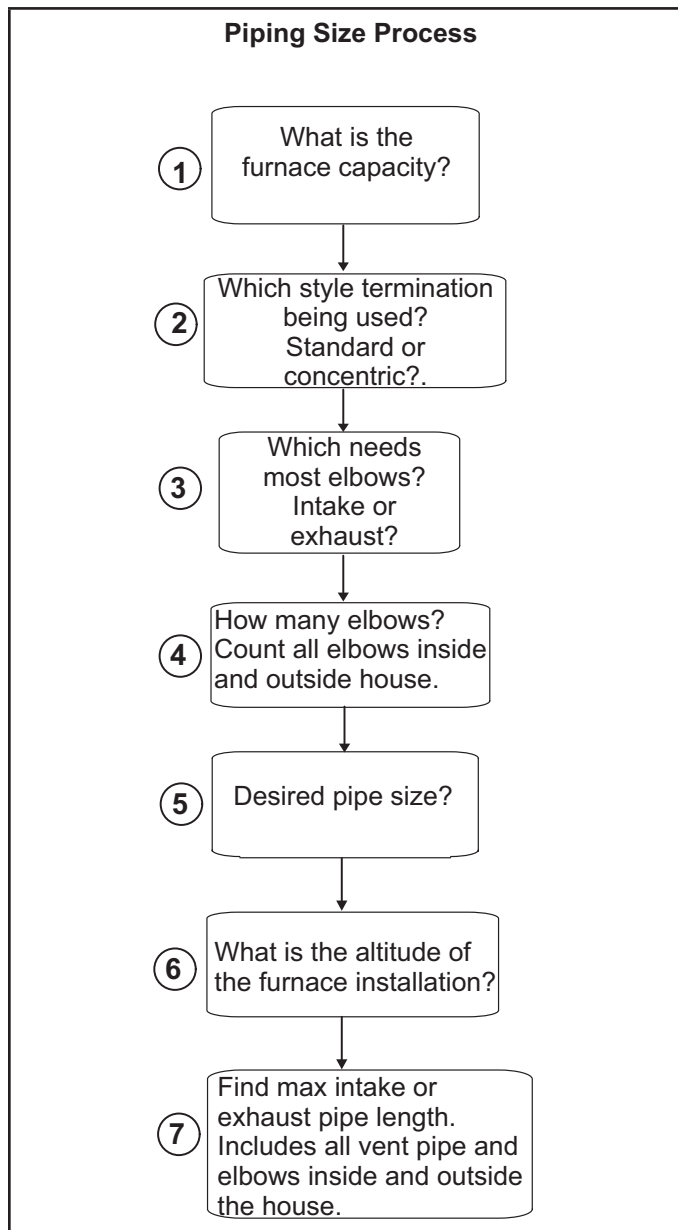 Piping Size Process
1
What is the
furnace capacity?
2
Which style termination
being used?
Standard or
concentric?.
3
Which needs
most elbows?
Intake or
exhaust?
4
How many elbows?
Count all elbows inside
and outside house.
5
Desired pipe size?
6
What is the altitude of
the furnace installation?
7
Find max intake or
exhaust pipe length.
Includes all vent pipe and
elbows inside and outside
the house.